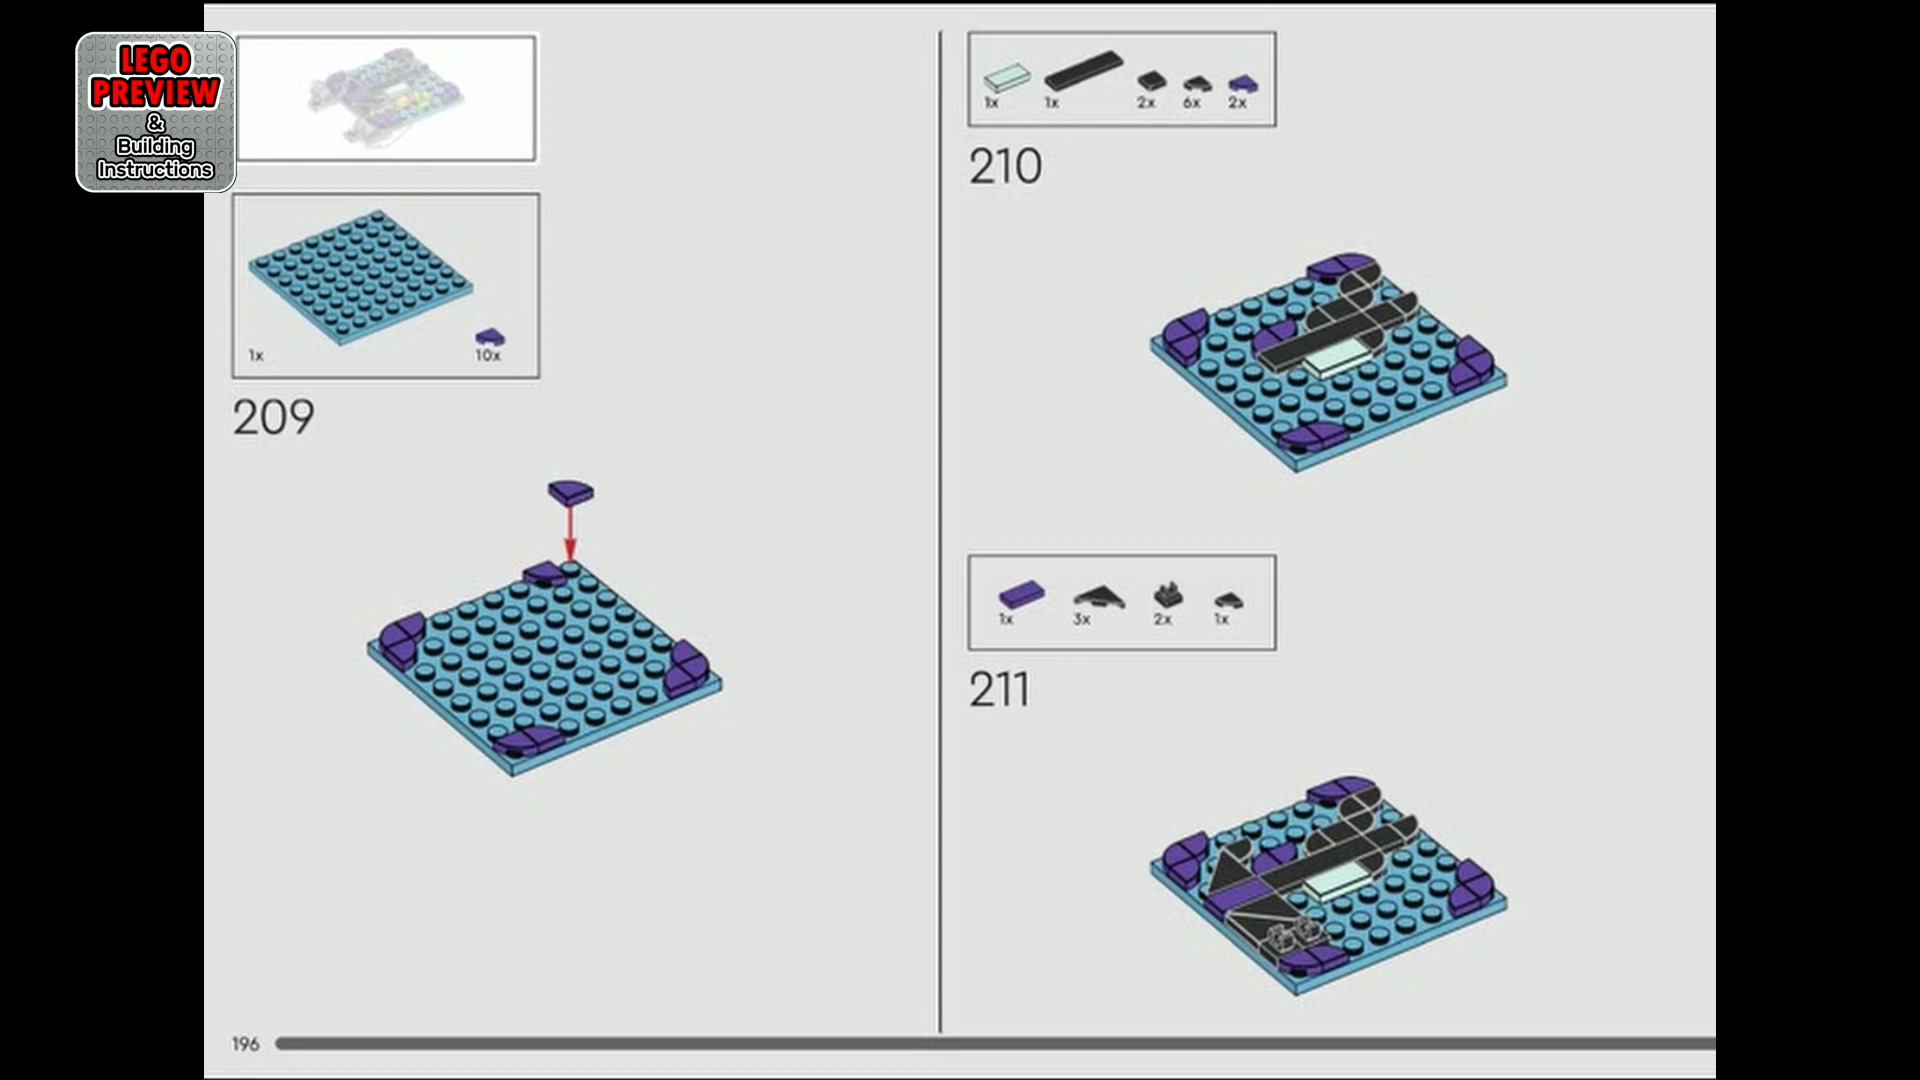 LEGO
PREVIEW
&
Building
Instructions
1x 10x
209
1x 1x 2x 6x 2x
210
1x 3x 2x 1x
211
196